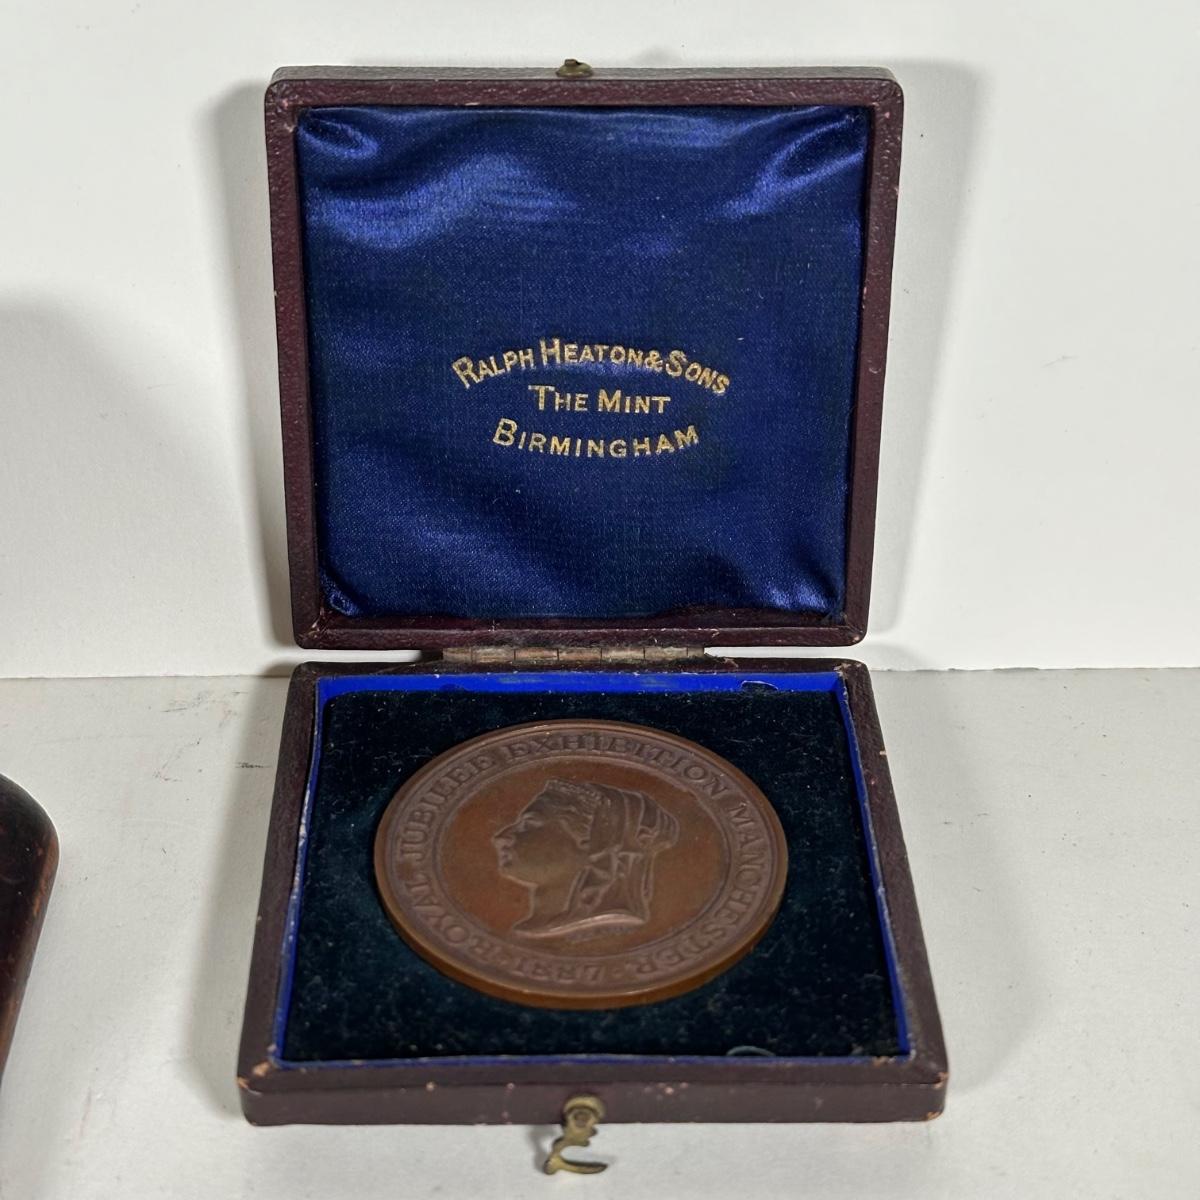 RALPH HEATON & SONS
THE MINT
BIRMINGHAM
ROYAL JUBILEE EXHIBITION MANCHESTER 1887